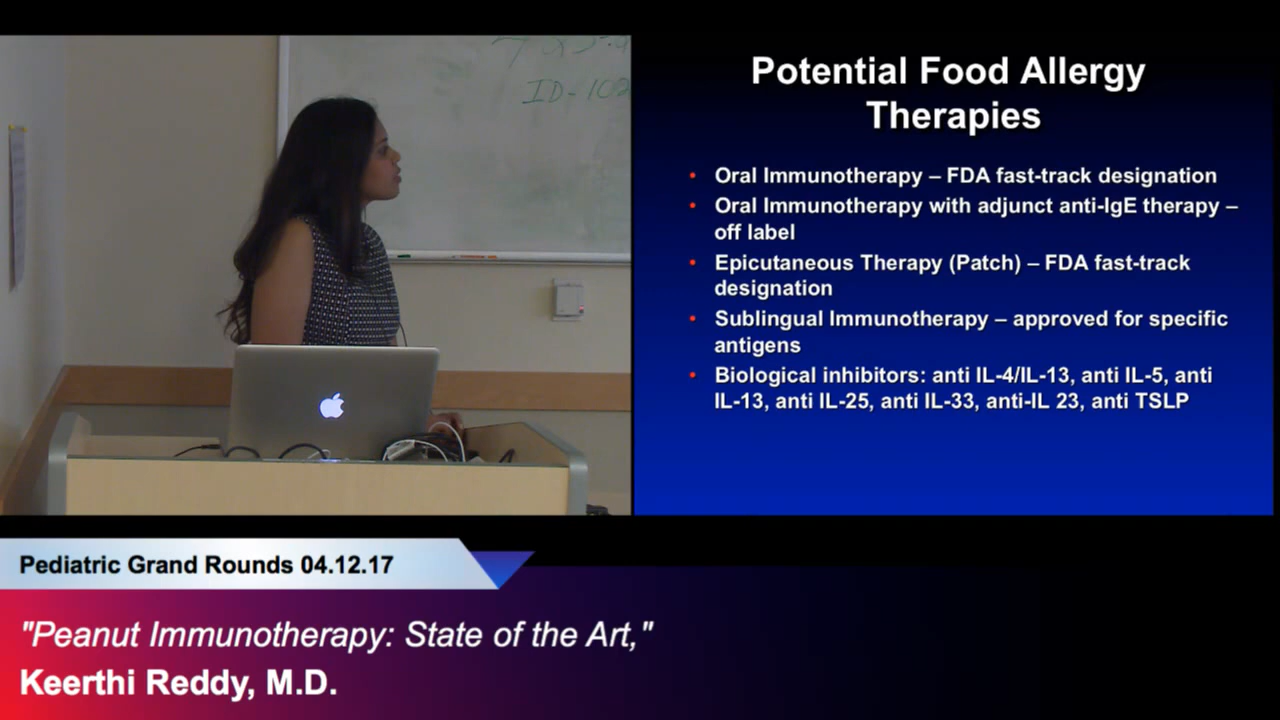 ID-102
Potential Food Allergy
Therapies
• Oral Immunotherapy – FDA fast-track designation
• Oral Immunotherapy with adjunct anti-IgE therapy –
off label
• Epicutaneous Therapy (Patch) – FDA fast-track
designation
• Sublingual Immunotherapy – approved for specific
antigens
• Biological inhibitors: anti IL-4/IL-13, anti IL-5, anti
IL-13, anti IL-25, anti IL-33, anti-IL 23, anti TSLP
Pediatric Grand Rounds 04.12.17
"Peanut Immunotherapy: State of the Art,"
Keerthi Reddy, M.D.